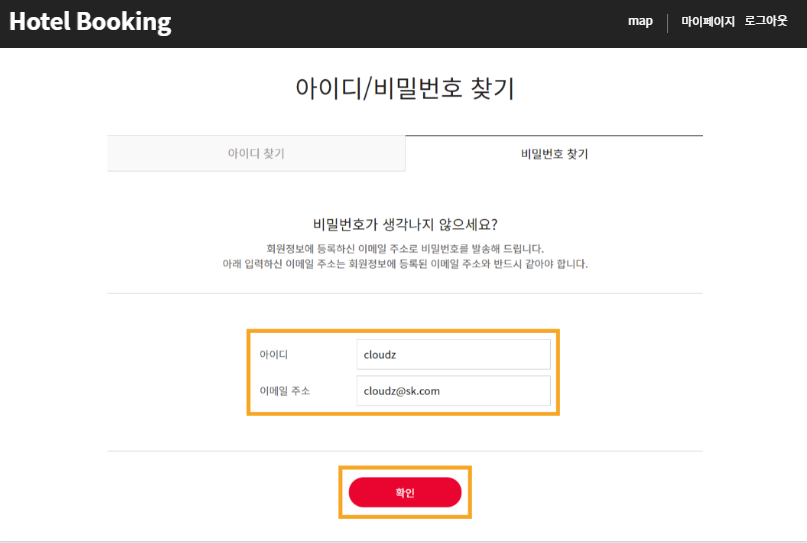 Hotel Booking
map 마이페이지 로그아웃
아이디/비밀번호 찾기
아이디 찾기
비밀번호 찾기
비밀번호가 생각나지 않으세요?
회원정보에 등록하신 이메일 주소로 비밀번호를 발송해 드립니다.
아래 입력하신 이메일 주소는 회원정보에 등록된 이메일 주소와 반드시 같아야 합니다.
아이디 cloudz
이메일 주소 cloudz@sk.com
확인